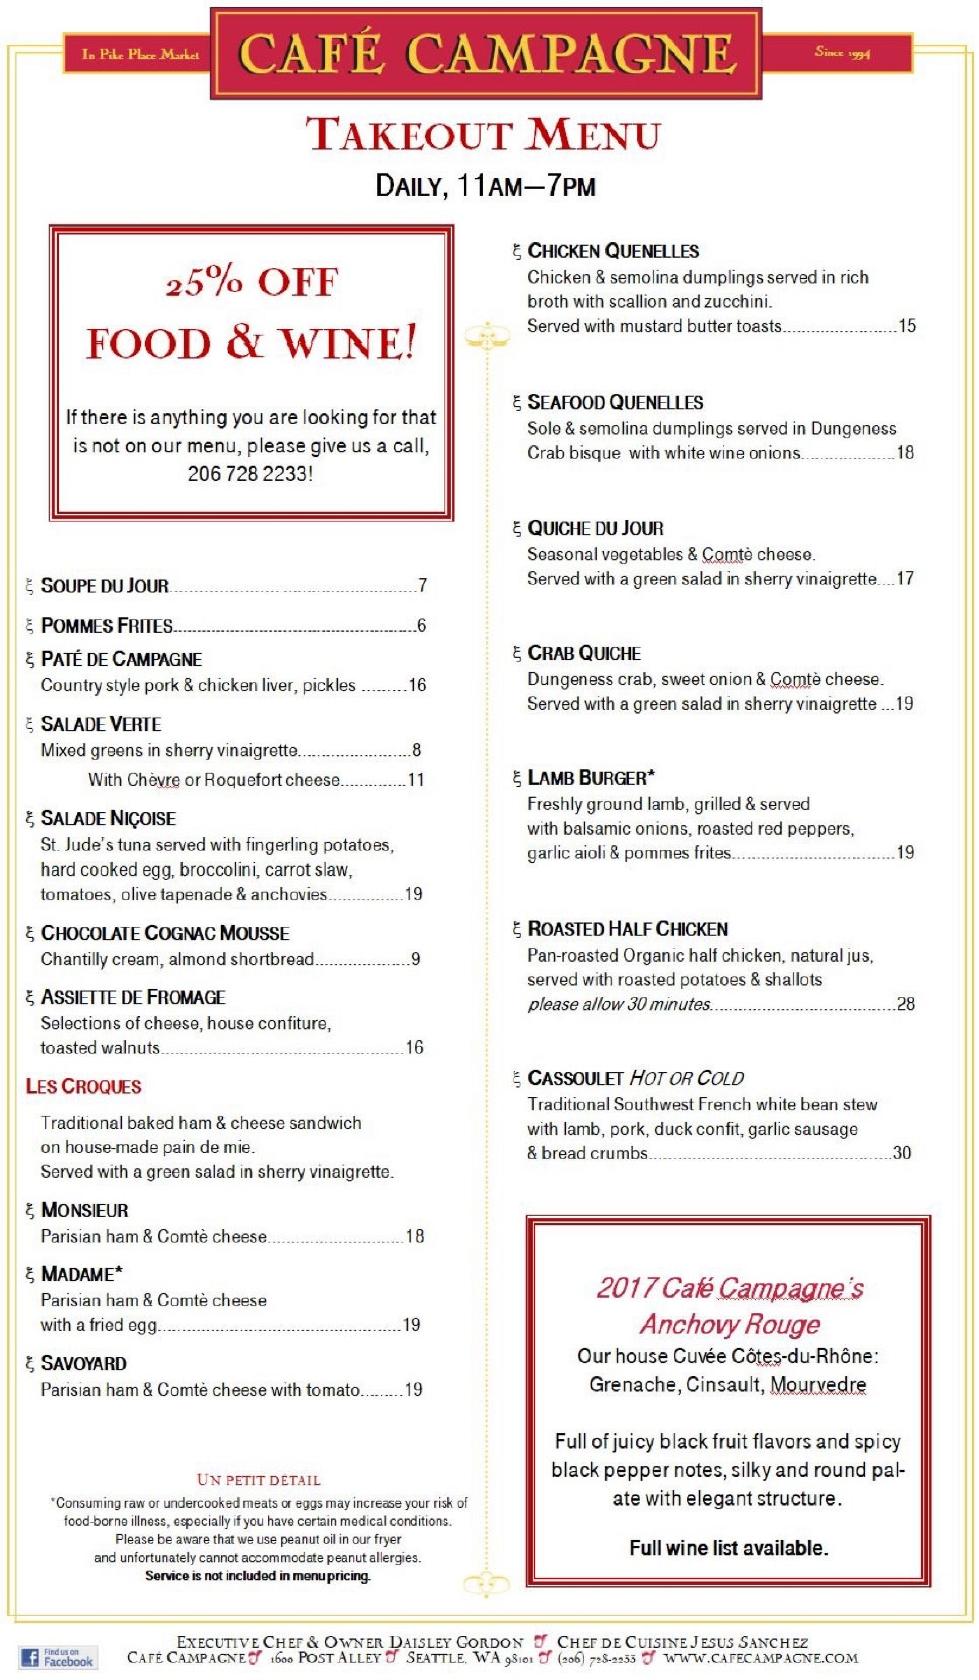 In Pike Place Market
CAFÉ CAMPAGNE
Since 1994
TAKEOUT MENU
DAILY, 11AM—7PM
25% OFF
FOOD & WINE!
If there is anything you are looking for that
is not on our menu, please give us a call,
206 728 2233!
ξ SOUPE DU JOUR..........7
ξ POMMES FRITES..........6
ξ PATÉ DE CAMPAGNE
Country style pork & chicken liver, pickles .........16
ξ SALADE VERTE
Mixed greens in sherry vinaigrette..........8
With Chèvre or Roquefort cheese..........11
ξ SALADE NIÇOISE
St. Jude's tuna served with fingerling potatoes,
hard cooked egg, broccolini, carrot slaw,
tomatoes, olive tapenade & anchovies..........19
ξ CHOCOLATE COGNAC MOUSSE
Chantilly cream, almond shortbread..........9
ξ ASSIETTE DE FROMAGE
Selections of cheese, house confiture,
toasted walnuts..........16
LES CROQUES
Traditional baked ham & cheese sandwich
on house-made pain de mie.
Served with a green salad in sherry vinaigrette.
ξ MONSIEUR
Parisian ham & Comtè cheese..........18
ξ MADAME*
Parisian ham & Comtè cheese
with a fried egg..........19
ξ SAVOYARD
Parisian ham & Comtè cheese with tomato.........19
UN PETIT DÉTAIL
*Consuming raw or undercooked meats or eggs may increase your risk of
food-borne illness, especially if you have certain medical conditions.
Please be aware that we use peanut oil in our fryer
and unfortunately cannot accommodate peanut allergies.
Service is not included in menu pricing.
ξ CHICKEN QUENELLES
Chicken & semolina dumplings served in rich
broth with scallion and zucchini.
Served with mustard butter toasts..........15
ξ SEAFOOD QUENELLES
Sole & semolina dumplings served in Dungeness
Crab bisque with white wine onions..........18
ξ QUICHE DU JOUR
Seasonal vegetables & Comtè cheese.
Served with a green salad in sherry vinaigrette....17
ξ CRAB QUICHE
Dungeness crab, sweet onion & Comtè cheese.
Served with a green salad in sherry vinaigrette ...19
ξ LAMB BURGER*
Freshly ground lamb, grilled & served
with balsamic onions, roasted red peppers,
garlic aioli & pommes frites..........19
ξ ROASTED HALF CHICKEN
Pan-roasted Organic half chicken, natural jus,
served with roasted potatoes & shallots
please allow 30 minutes..........28
ξ CASSOULET HOT OR COLD
Traditional Southwest French white bean stew
with lamb, pork, duck confit, garlic sausage
& bread crumbs..........30
2017 Café Campagne's
Anchovy Rouge
Our house Cuvée Côtes-du-Rhône:
Grenache, Cinsault, Mourvedre
Full of juicy black fruit flavors and spicy
black pepper notes, silky and round pal-
ate with elegant structure.
Full wine list available.
Find us on
Facebook
EXECUTIVE CHEF & OWNER DAISLEY GORDON CHEF DE CUISINE JESUS SANCHEZ
CAFÉ CAMPAGNE 1600 POST ALLEY SEATTLE, WA 98101 (206) 728-2233 WWW.CAFECAMPAGNE.COM